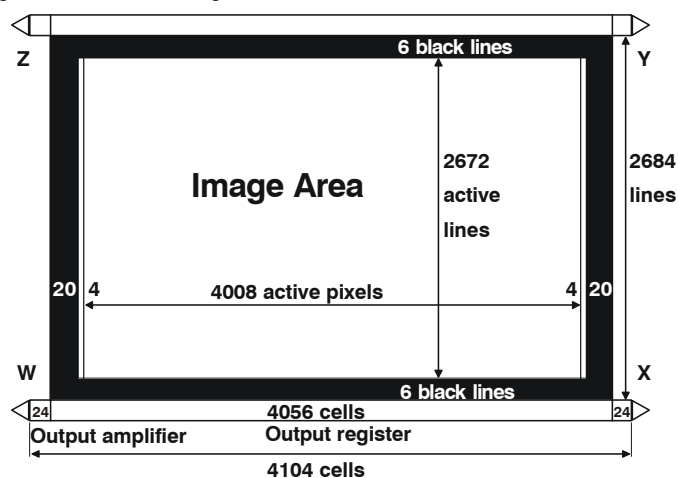 6 black lines
Z
Y
2672
active
lines
2684
lines
Image Area
20
4
4008 active pixels
4
20
W
X
6 black lines
24
4056 cells
24
Output amplifier
Output register
4104 cells